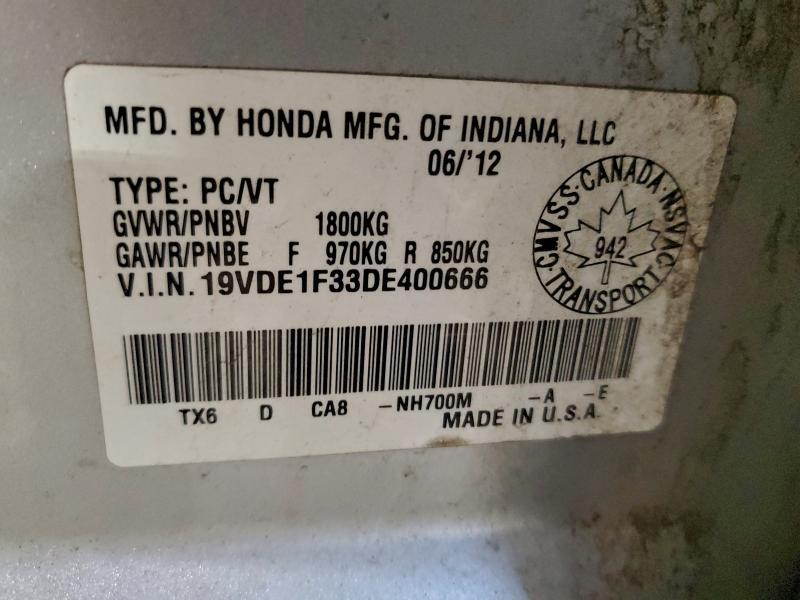 MFD. BY HONDA MFG. OF INDIANA, LLC
06/'12
TYPE: PC/VT
GVWR/PNBV 1800KG
GAWR/PNBE F 970KG R 850KG
V.I.N. 19VDE1F33DE400666
CMVSS·CANADA·NSVAC
942
TRANSPORT
TX6 D CA8 -NH700M -A -E
MADE IN U.S.A.